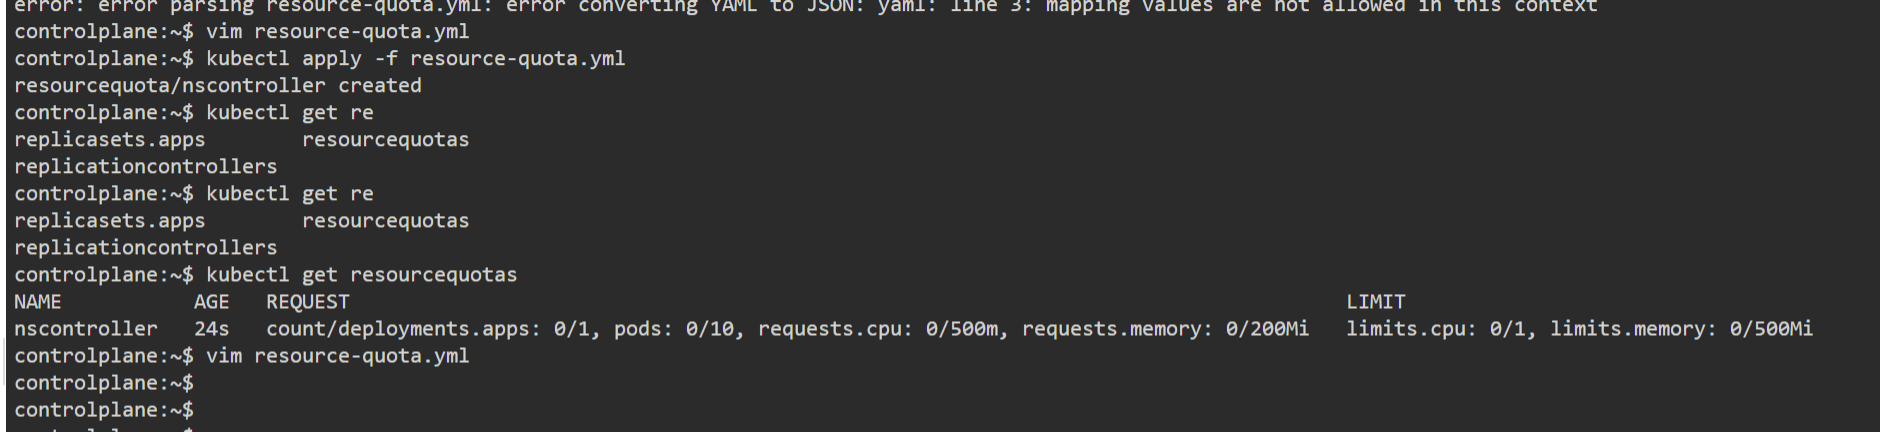 error: error parsing resource-quota.yml: error converting YAML to JSON: yaml: line 3: mapping values are not allowed in this context
controlplane:~$ vim resource-quota.yml
controlplane:~$ kubectl apply -f resource-quota.yml
resourcequota/nscontroller created
controlplane:~$ kubectl get re
replicasets.apps        resourcequotas
replicationcontrollers
controlplane:~$ kubectl get re
replicasets.apps        resourcequotas
replicationcontrollers
controlplane:~$ kubectl get resourcequotas
NAME           AGE   REQUEST                                                                                   LIMIT
nscontroller   24s   count/deployments.apps: 0/1, pods: 0/10, requests.cpu: 0/500m, requests.memory: 0/200Mi   limits.cpu: 0/1, limits.memory: 0/500Mi
controlplane:~$ vim resource-quota.yml
controlplane:~$
controlplane:~$